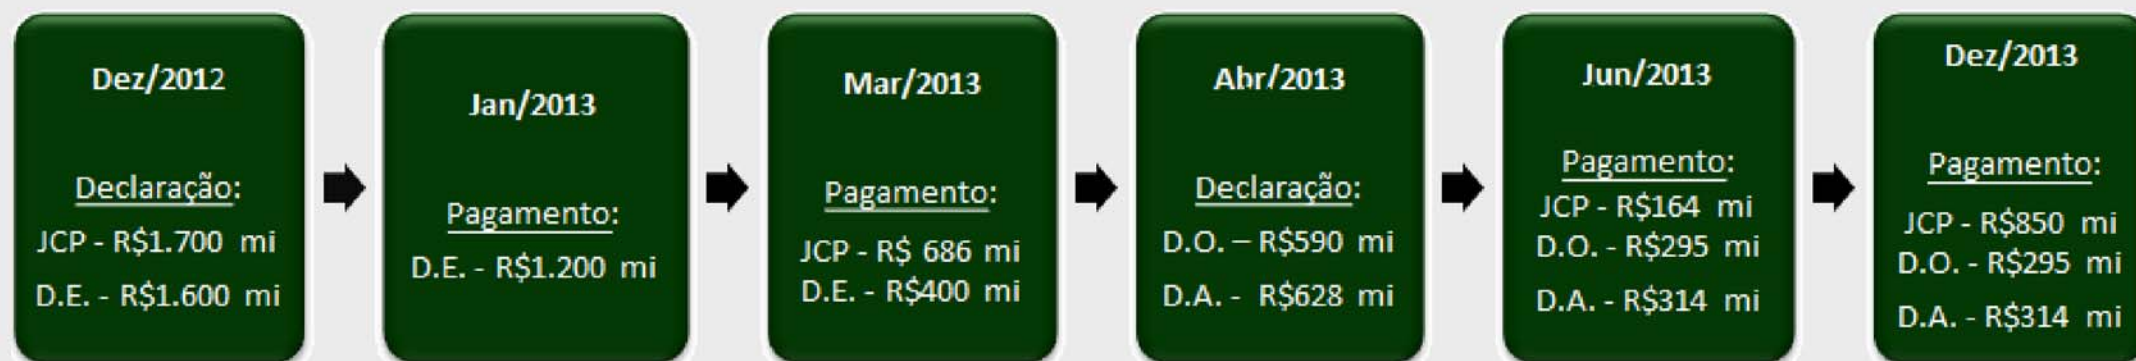 Dez/2012
Declaração:
JCP - R$1.700 mi
D.E. - R$1.600 mi
Jan/2013
Pagamento:
D.E. - R$1.200 mi
Mar/2013
Pagamento:
JCP - R$ 686 mi
D.E. - R$400 mi
Abr/2013
Declaração:
D.O. – R$590 mi
D.A. - R$628 mi
Jun/2013
Pagamento:
JCP - R$164 mi
D.O. - R$295 mi
D.A. - R$314 mi
Dez/2013
Pagamento:
JCP - R$850 mi
D.O. - R$295 mi
D.A. - R$314 mi